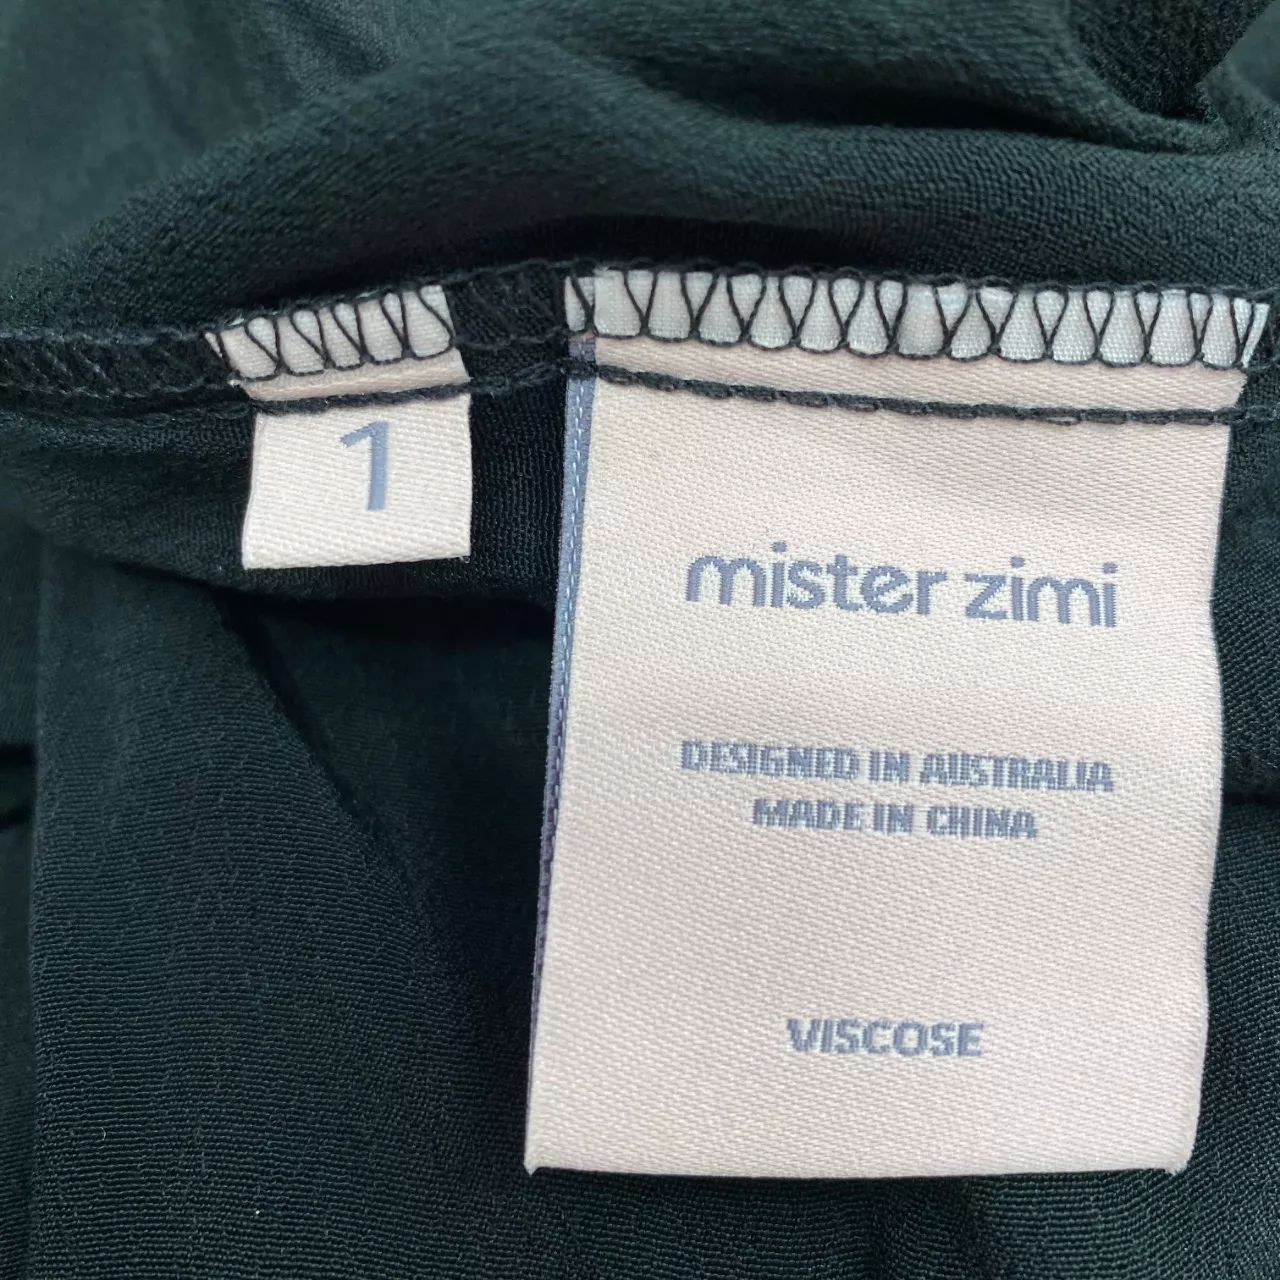 1
mister zimi
DESIGNED IN AUSTRALIA
MADE IN CHINA
VISCOSE